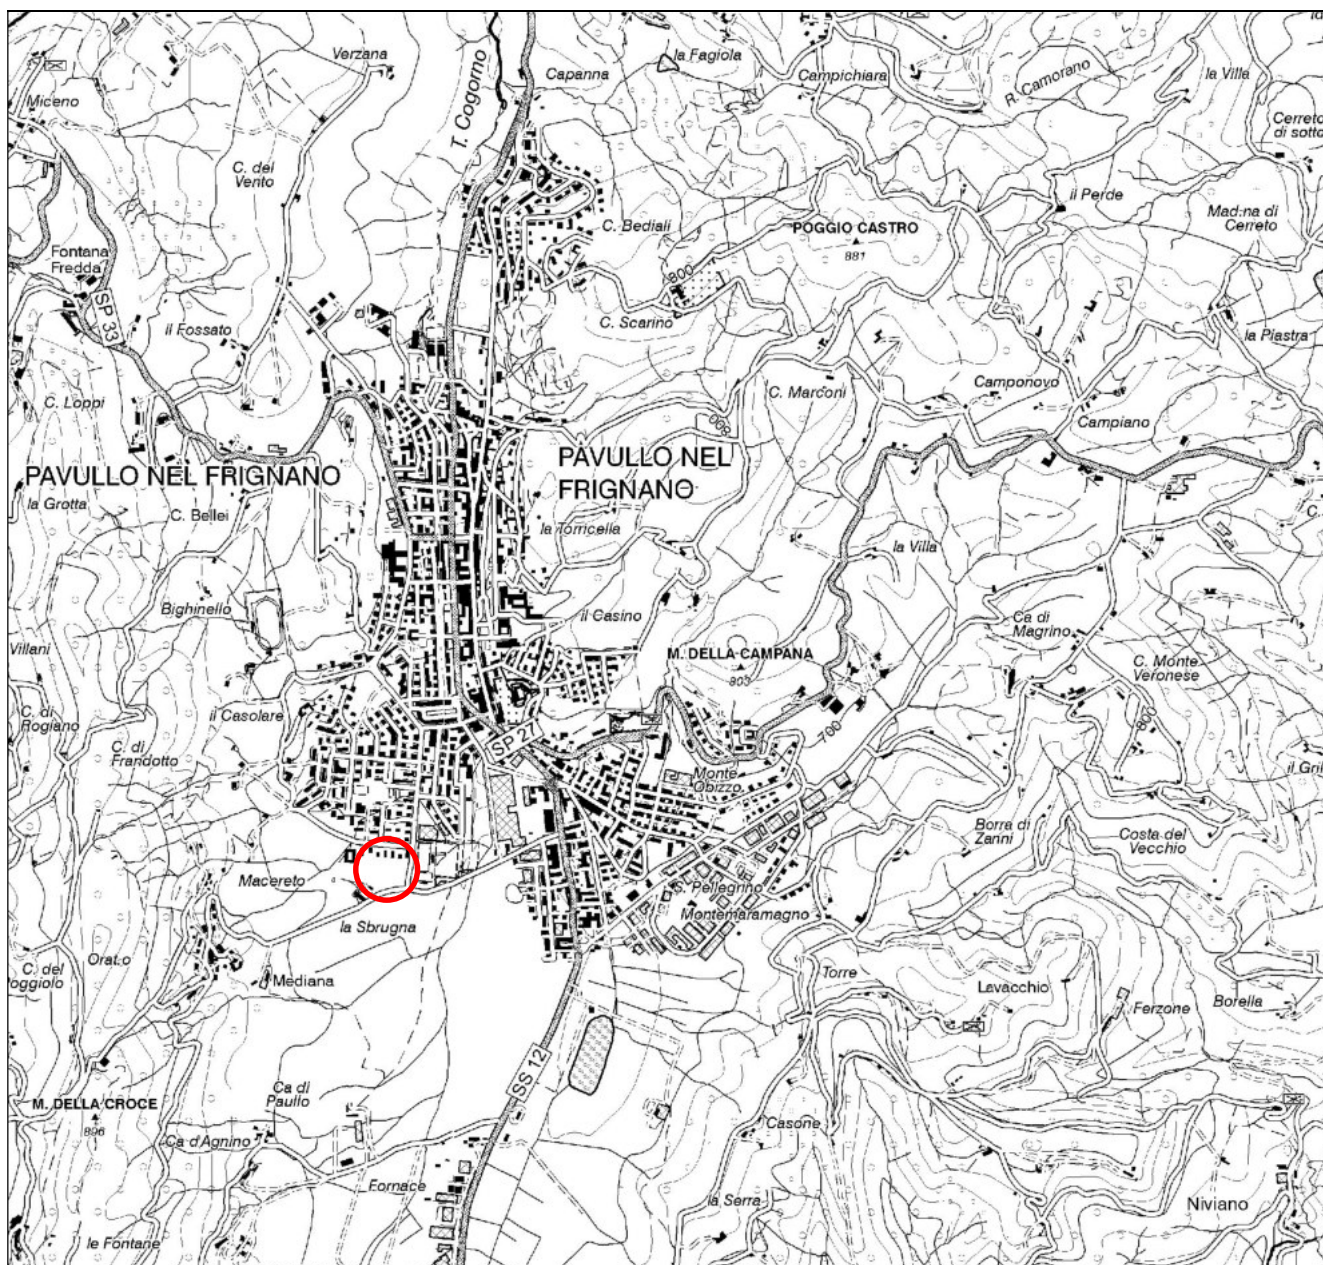 Verzana
T. Cogorno
Capanna
la Fagiola
Campichiara
R. Camorano
la Villa
Miceno
Cerreto
di sotto
C. del
Vento
il Perde
Mad.na di
Cerreto
C. Bediali
POGGIO CASTRO
881
Fontana
Fredda
SP 33
800
il Fossato
C. Scarino
la Piastra
C. Loppi
C. Marconi
Camponovo
Campiano
PAVULLO NEL FRIGNANO
PAVULLO NEL
FRIGNANO
la Grotta
C. Bellei
la Torricella
la Villa
Bighinello
il Casino
Ca di
Magrino
Villani
M. DELLA CAMPANA
803
C. Monte
Veronese
C. di
Rogiano
il Casolare
SP 27
700
C. di
Frandotto
Monte
Obizzo
Borra di
Zanni
Costa del
Vecchio
Macereto
S. Pellegrino
la Sbrugna
Montemaramagno
C. del
Poggiolo
Mediana
Torre
Lavacchio
Ferzone
Borella
SS 12
Ca di
Paullo
M. DELLA CROCE
896
Ca d'Agnino
Casone
Fornace
la Serra
Niviano
le Fontane